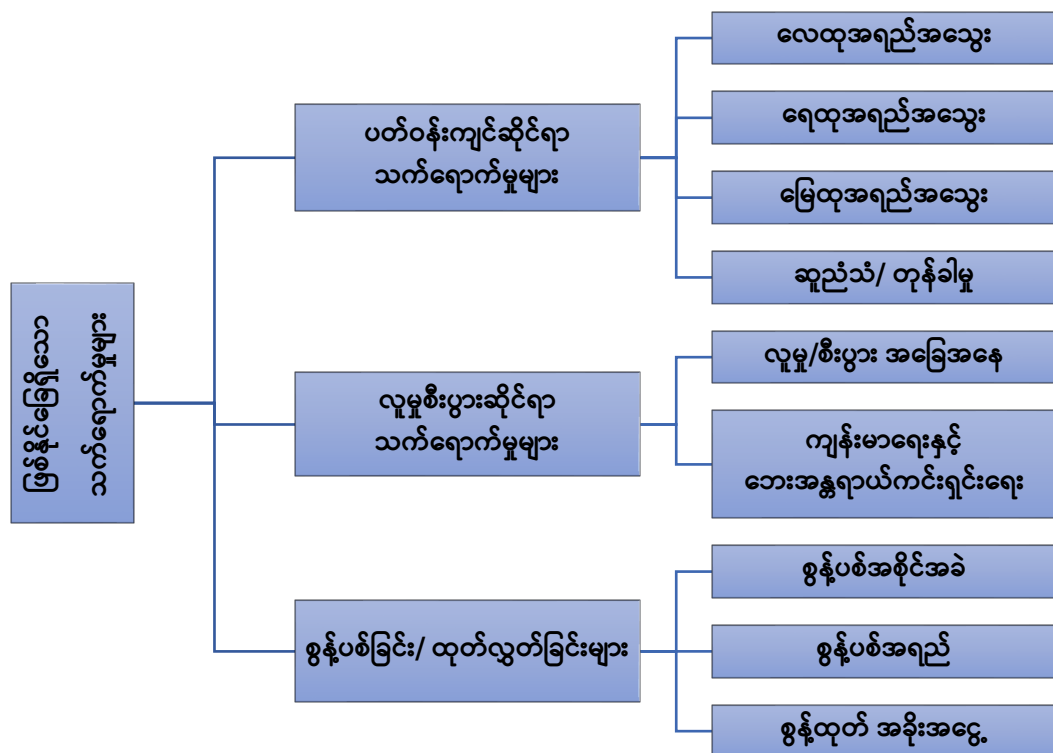 ဖြစ်နိုင်ခြေရှိသော
သက်ရောက်မှုများ
ပတ်ဝန်းကျင်ဆိုင်ရာ
သက်ရောက်မှုများ
လေထုအရည်အသွေး
ရေထုအရည်အသွေး
မြေထုအရည်အသွေး
ဆူညံသံ/ တုန်ခါမှု
လူမှုစီးပွားဆိုင်ရာ
သက်ရောက်မှုများ
လူမှု/စီးပွား အခြေအနေ
ကျန်းမာရေးနှင့်
ဘေးအန္တရာယ်ကင်းရှင်းရေး
စွန့်ပစ်ခြင်း/ ထုတ်လွှတ်ခြင်းများ
စွန့်ပစ်အစိုင်အခဲ
စွန့်ပစ်အရည်
စွန့်ထုတ် အခိုးအငွေ့